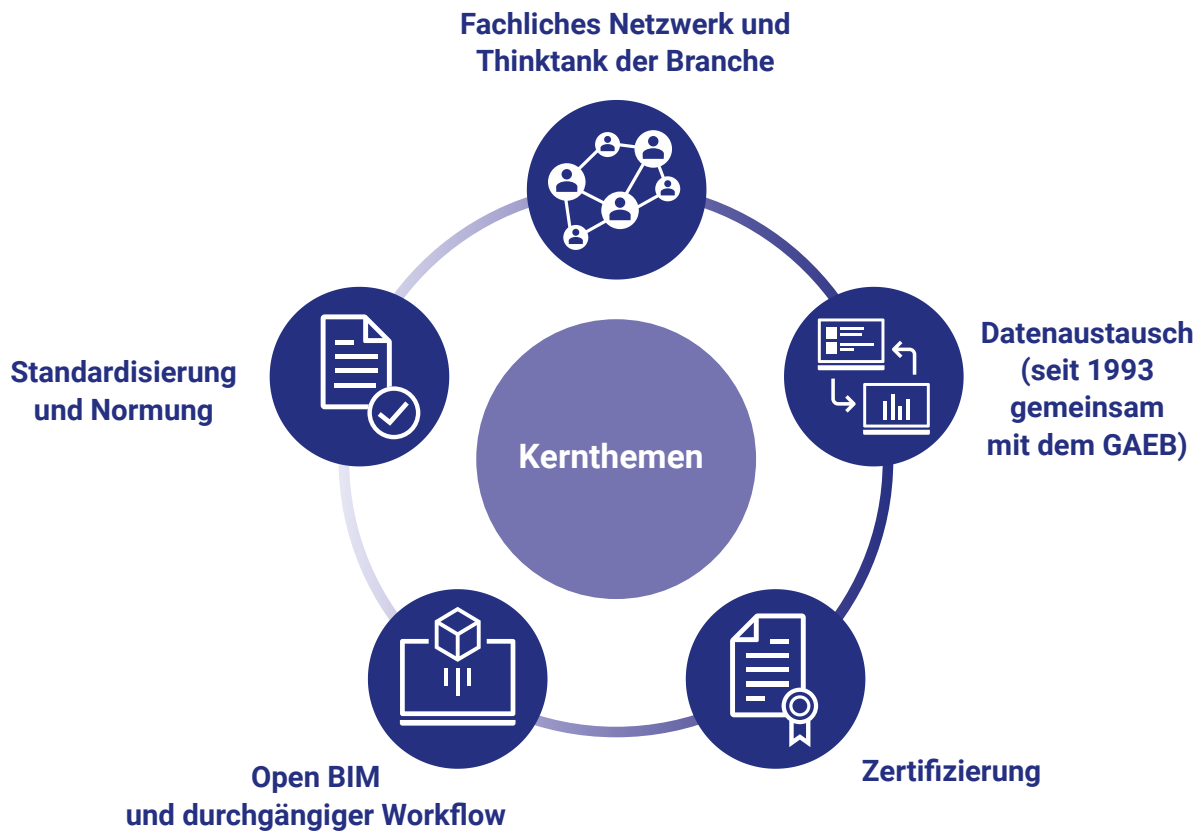 Fachliches Netzwerk und
Thinktank der Branche
Standardisierung
und Normung
Datenaustausch
(seit 1993
gemeinsam
mit dem GAEB)
Kernthemen
Open BIM
und durchgängiger Workflow
Zertifizierung